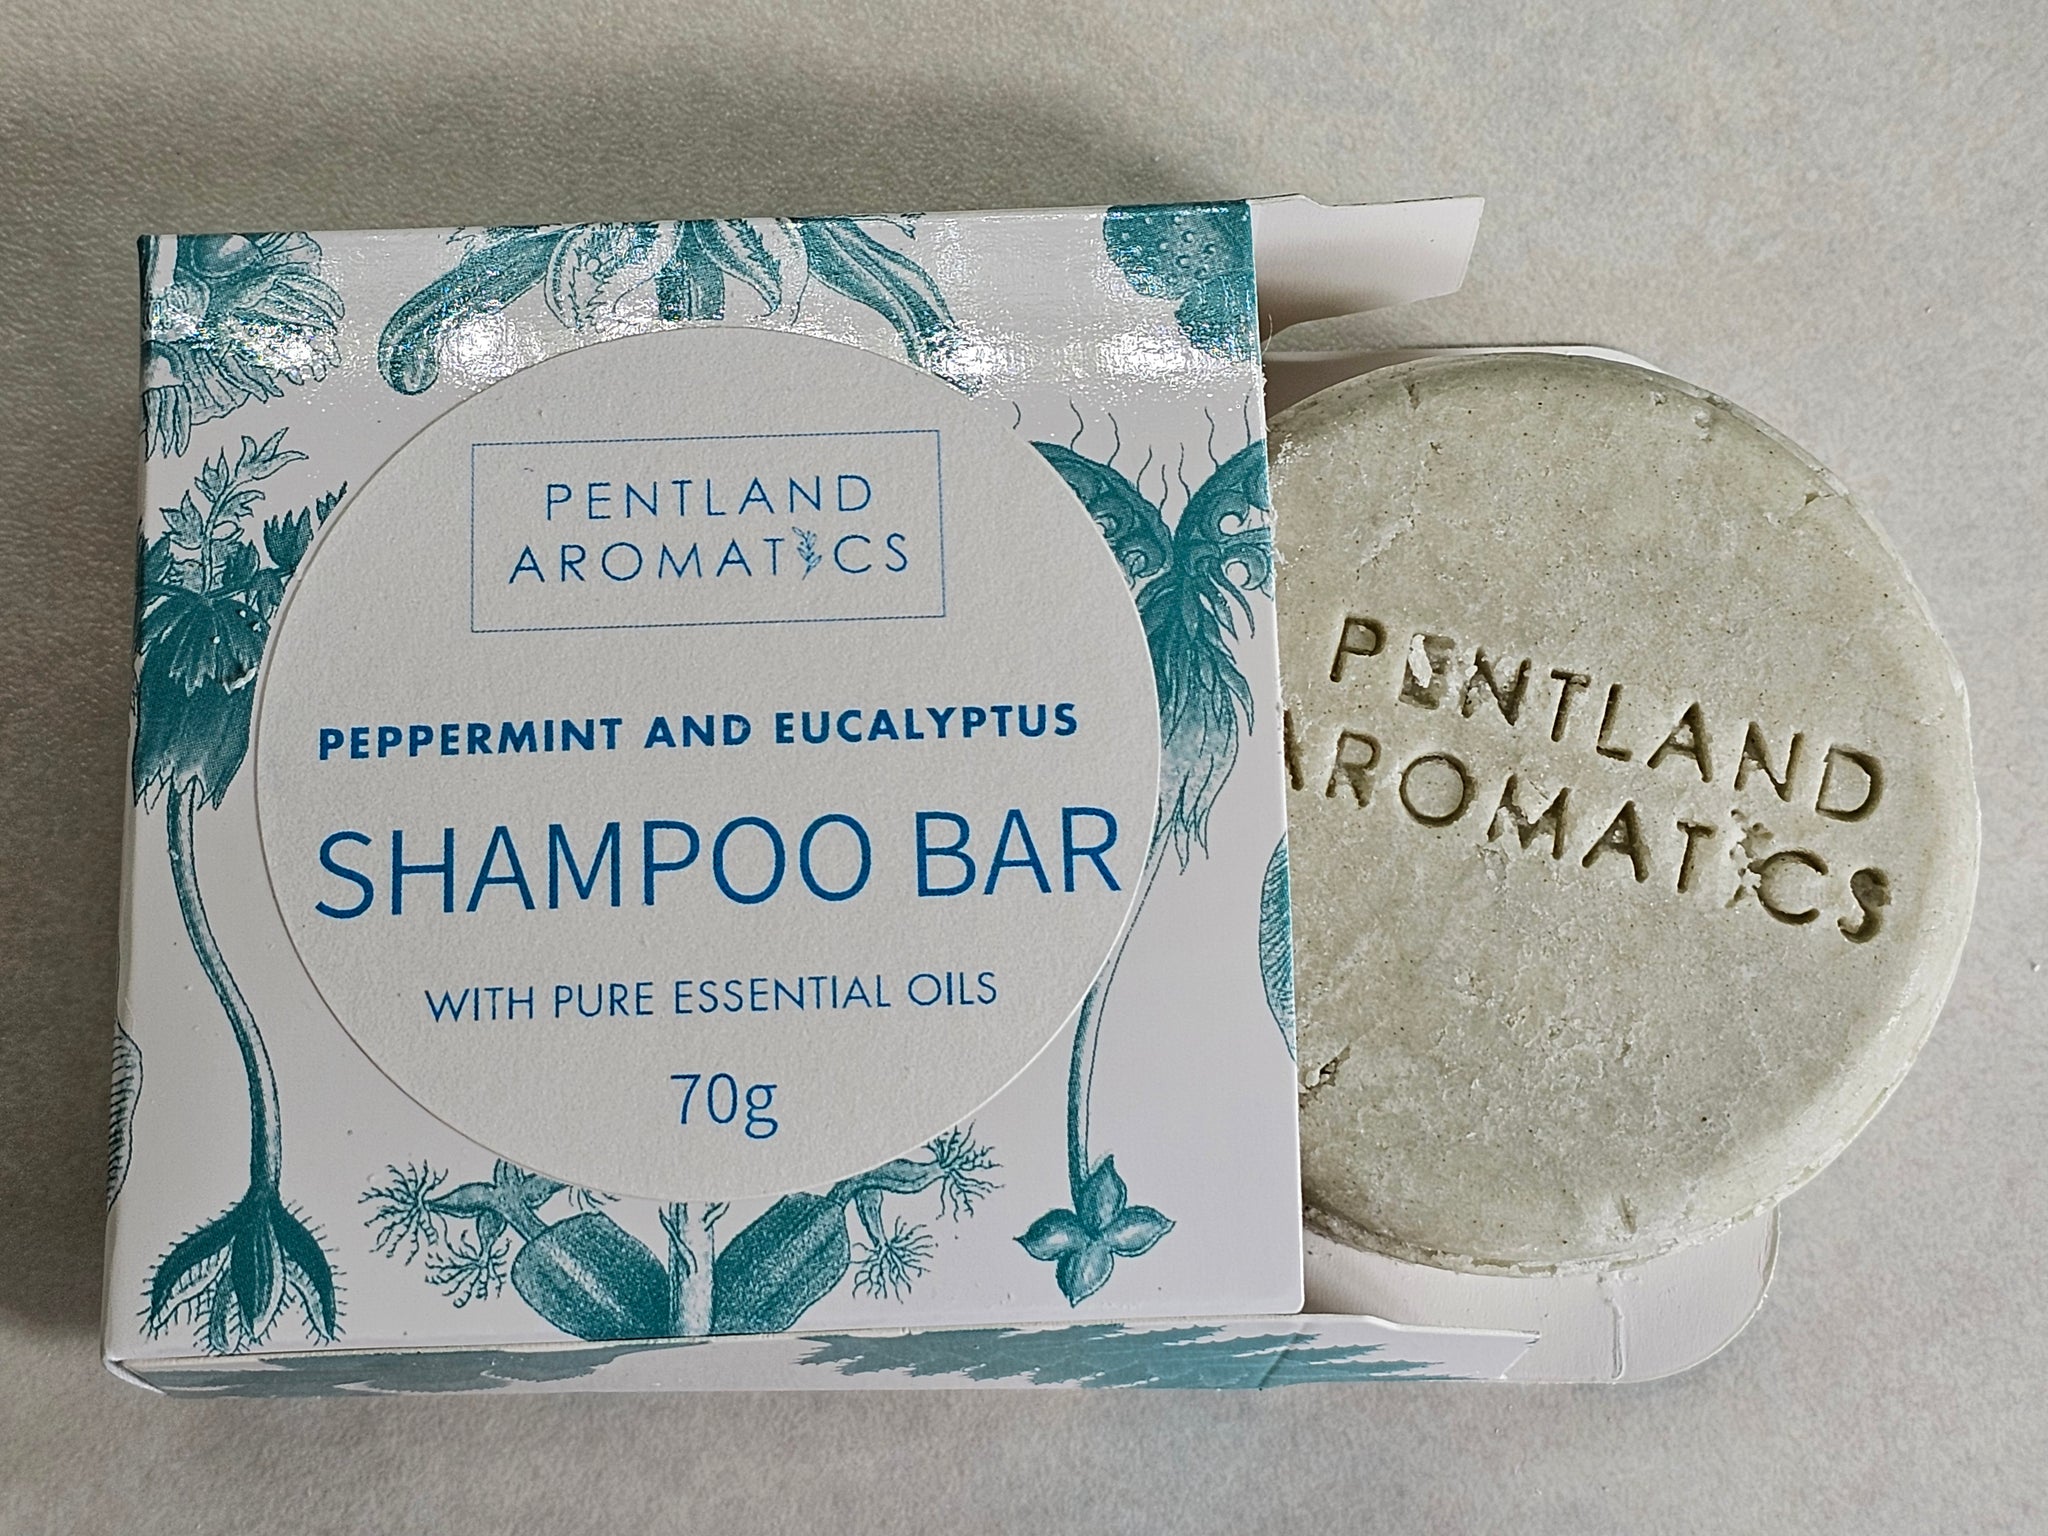 PENTLAND
AROMATICS
PEPPERMINT AND EUCALYPTUS
SHAMPOO BAR
WITH PURE ESSENTIAL OILS
70g
PENTLAND
AROMATICS